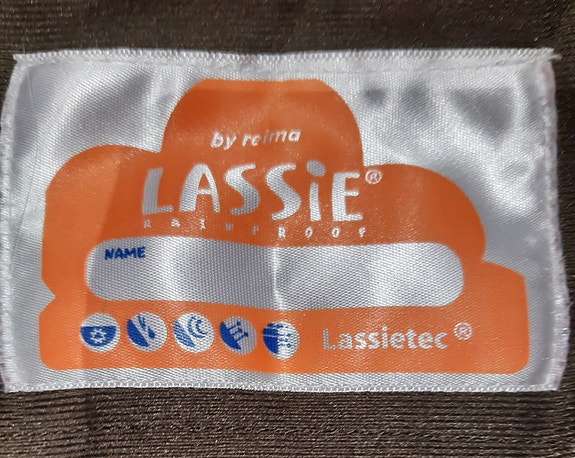 by reima
LASSiE®
RAINPROOF
NAME
Lassietec®